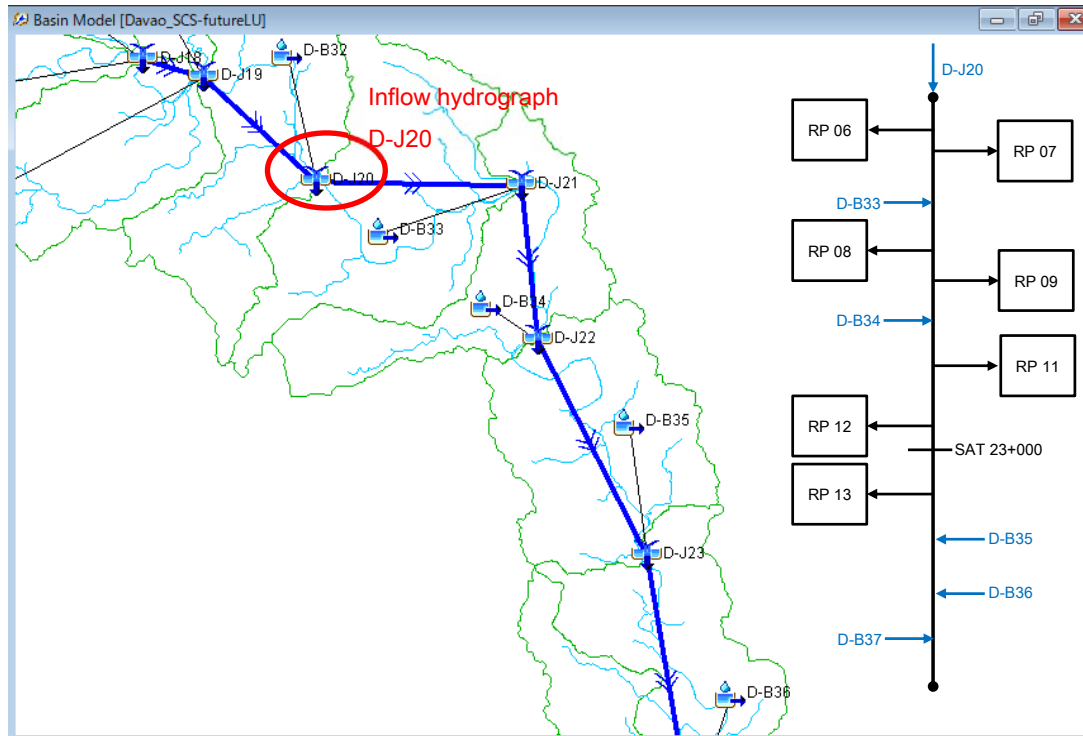 Basin Model [Davao_SCS-futureLU]
D-J18
D-J19
D-B32
Inflow hydrograph
D-J20
D-J20
D-J21
D-B33
D-B34
D-J22
D-B35
D-J23
D-B36
D-J20
RP 06
RP 07
D-B33
RP 08
RP 09
D-B34
RP 11
RP 12
SAT 23+000
RP 13
D-B35
D-B36
D-B37